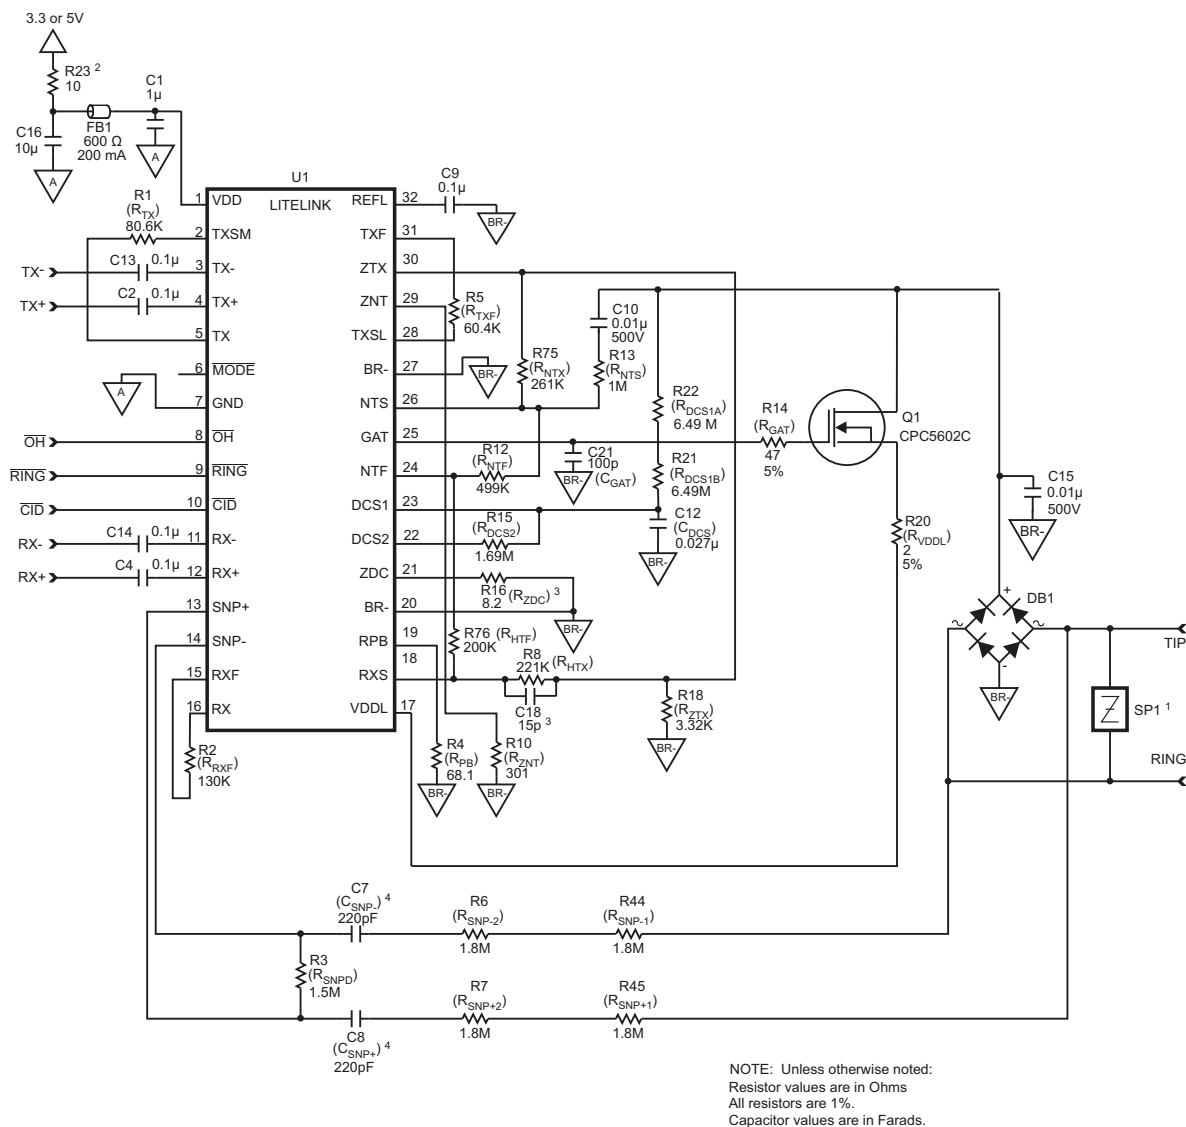 3.3 or 5V
R23 2
10
C1
1µ
C16
10µ
FB1
600 Ω
200 mA
A
A
U1
LITELINK
R1
(RTX)
80.6K
C9
0.1µ
BR-
1 VDD
2 TXSM
3 TX-
4 TX+
5 TX
6 MODE
7 GND
8 OH
9 RING
10 CID
11 RX-
12 RX+
13 SNP+
14 SNP-
15 RXF
16 RX
REFL 32
TXF 31
ZTX 30
ZNT 29
TXSL 28
BR- 27
NTS 26
GAT 25
NTF 24
DCS1 23
DCS2 22
ZDC 21
BR- 20
RPB 19
18
RXS
VDDL 17
TX-
C13 0.1µ
TX+
C2 0.1µ
A
OH
RING
CID
RX-
C14 0.1µ
RX+
C4 0.1µ
R2
(RRXF)
130K
R5
(RTXF)
60.4K
BR-
R75
(RNTX)
261K
C10
0.01µ
500V
R13
(RNTS)
1M
R22
(RDCS1A)
6.49 M
R14
(RGAT)
47
5%
Q1
CPC5602C
R12
(RNTF)
499K
C21
100p
(CGAT)
BR-
R21
(RDCS1B)
6.49M
C15
0.01µ
500V
BR-
R15
(RDCS2)
1.69M
C12
(CDCS)
0.027µ
BR-
R20
(RVDDL)
2
5%
R16 (RZDC) 3
8.2
BR-
R76 (RHTF)
200K
R8
221K (RHTX)
C18
15p 3
R18
(RZTX)
3.32K
BR-
R4
(RPB)
68.1
BR-
R10
(RZNT)
301
BR-
+
DB1
~
~
-
BR-
TIP
SP1 1
RING
C7
(CSNP-) 4
220pF
R6
(RSNP-2)
1.8M
R44
(RSNP-1)
1.8M
R3
(RSNPD)
1.5M
R7
(RSNP+2)
1.8M
R45
(RSNP+1)
1.8M
C8
(CSNP+) 4
220pF
NOTE: Unless otherwise noted:
Resistor values are in Ohms
All resistors are 1%.
Capacitor values are in Farads.